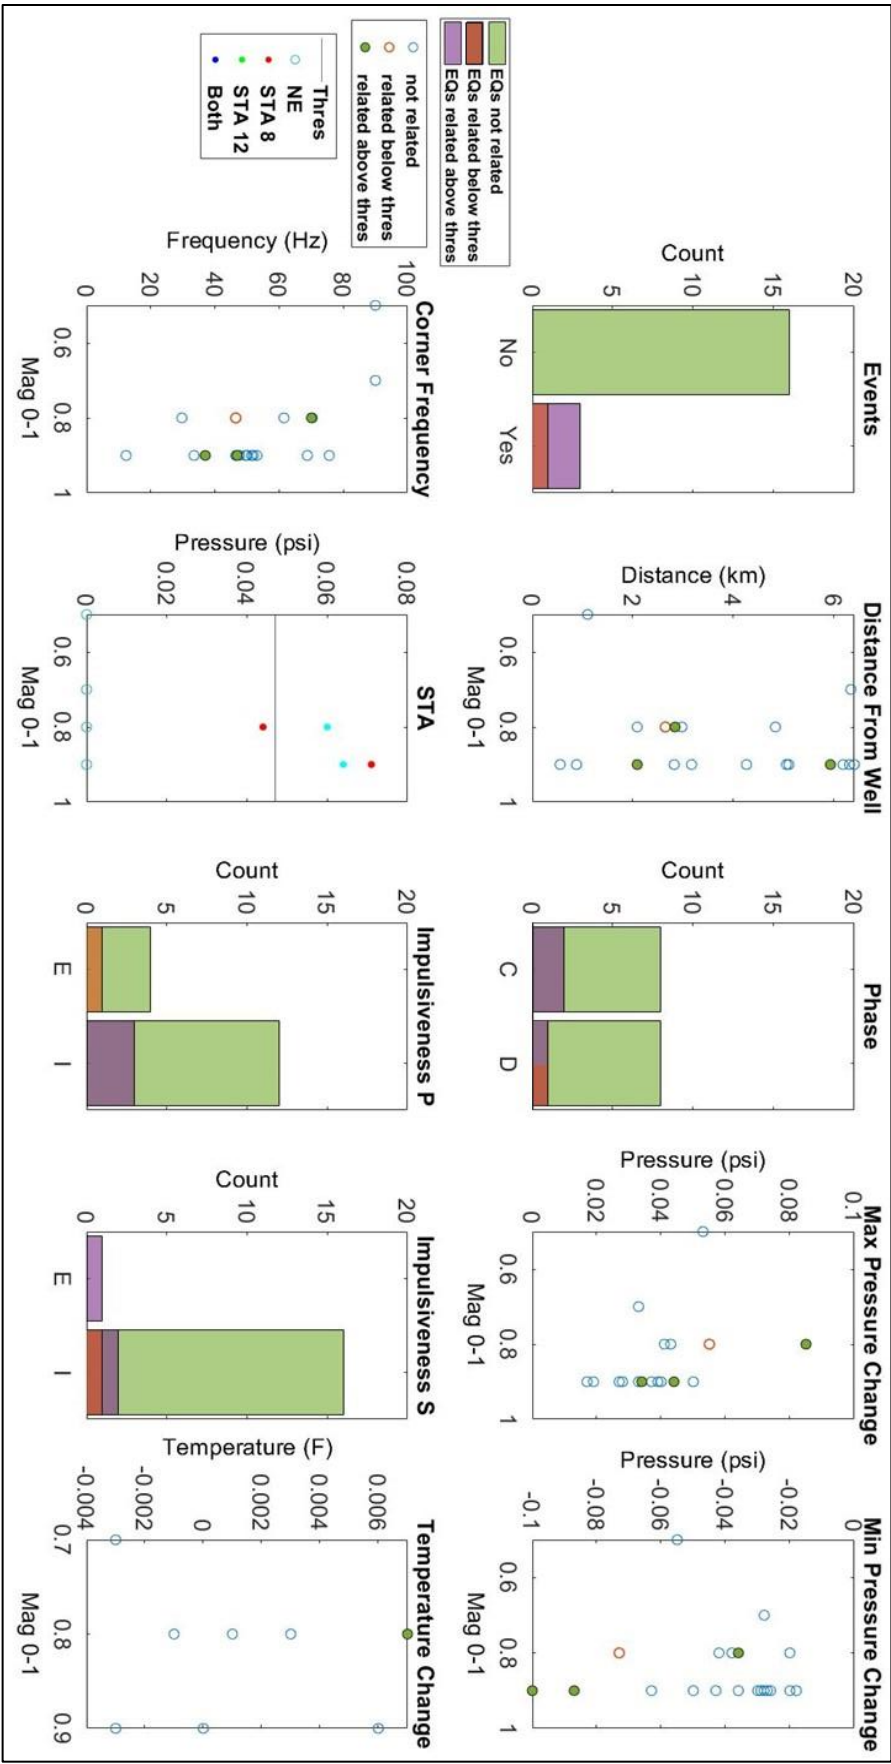 Events
Count
0
5
10
15
20
No
Yes
Distance From Well
Distance (km)
0
2
4
6
0.6
0.8
1
Mag 0-1
Phase
Count
0
5
10
15
20
C
D
Max Pressure Change
Pressure (psi)
0
0.02
0.04
0.06
0.08
0.1
0.6
0.8
1
Mag 0-1
Min Pressure Change
Pressure (psi)
-0.1
-0.08
-0.06
-0.04
-0.02
0
0.6
0.8
1
Mag 0-1
EQs not related
EQs related below thres
EQs related above thres
not related
related below thres
related above thres
Thres
NE
STA 8
STA 12
Both
Corner Frequency
Frequency (Hz)
0
20
40
60
80
100
0.6
0.8
1
Mag 0-1
STA
Pressure (psi)
0
0.02
0.04
0.06
0.08
0.6
0.8
1
Mag 0-1
Impulsiveness P
Count
0
5
10
15
20
E
I
Impulsiveness S
Count
0
5
10
15
20
E
I
Temperature Change
Temperature (F)
-0.004
-0.002
0
0.002
0.004
0.006
0.7
0.8
0.9
Mag 0-1